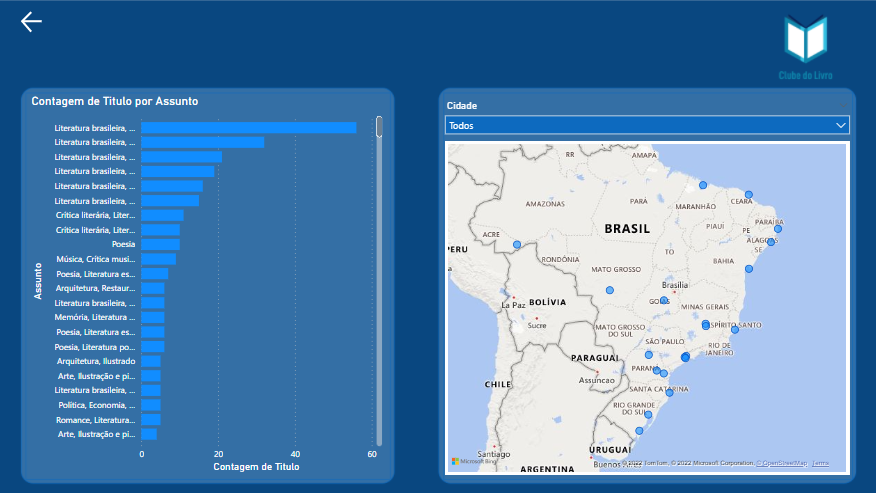 Clube do Livro
Contagem de Titulo por Assunto
Literatura brasileira, ...
Literatura brasileira, ...
Literatura brasileira, ...
Literatura brasileira, ...
Literatura brasileira, ...
Literatura brasileira, ...
Crítica literária, Liter...
Crítica literária, Liter...
Poesia
Música, Crítica musi...
Poesia, Literatura es...
Arquitetura, Restaur...
Literatura brasileira, ...
Memória, Literatura ...
Poesia, Literatura es...
Poesia, Literatura po...
Arquitetura, Ilustrado
Arte, Ilustração e pi...
Literatura brasileira, ...
Política, Economia, ...
Romance, Literatura...
Arte, Ilustração e pi...
Assunto
0 20 40 60
Contagem de Titulo
Cidade
Todos
RR
AMAPA
AMAZONAS
PARÁ
MARANHÃO
CEARÁ
PARAÍBA
PIAUI
PE
ALAGOAS
SE
BRASIL
ACRE
TO
BAHIA
PERU
RONDÔNIA
MATO GROSSO
Brasília
GOIÁS
La Paz
BOLÍVIA
MINAS GERAIS
Sucre
MATO GROSSO
DO SUL
ESPÍRITO SANTO
SÃO PAULO
RIO DE
JANEIRO
PARAGUAI
PARANÁ
Assuncao
CHILE
SANTA CATARINA
RIO GRANDE
DO SUL
Santiago
URUGUAI
Buenos Aires
ARGENTINA
Microsoft Bing
© 2022 TomTom, © 2022 Microsoft Corporation, © OpenStreetMap Terms